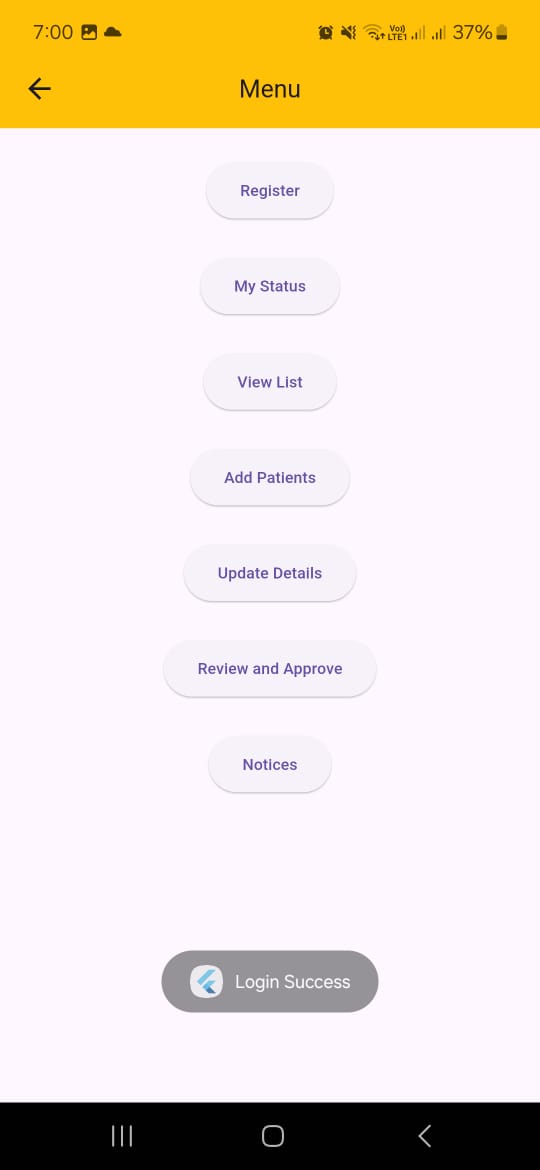 7:00 Vo) LTE1 37%
Menu
Register
My Status
View List
Add Patients
Update Details
Review and Approve
Notices
Login Success